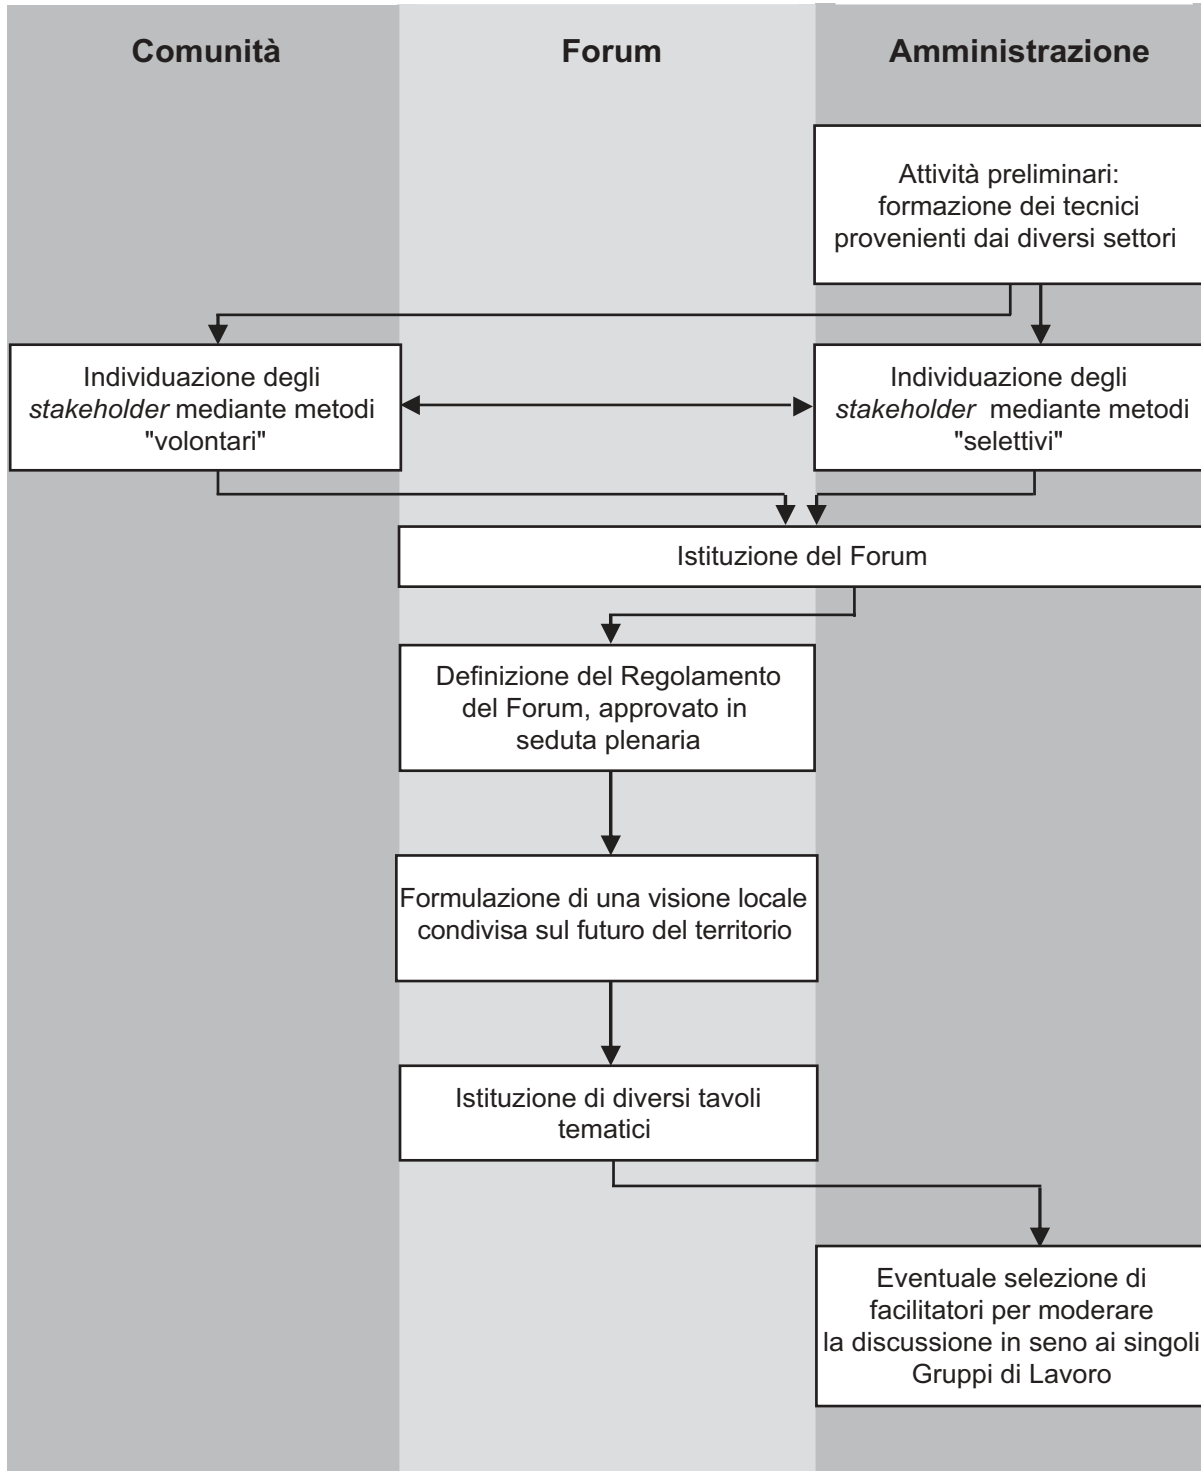 Comunità
Forum
Amministrazione
Attività preliminari:
formazione dei tecnici
provenienti dai diversi settori
Individuazione degli
stakeholder mediante metodi
"volontari"
Individuazione degli
stakeholder mediante metodi
"selettivi"
Istituzione del Forum
Definizione del Regolamento
del Forum, approvato in
seduta plenaria
Formulazione di una visione locale
condivisa sul futuro del territorio
Istituzione di diversi tavoli
tematici
Eventuale selezione di
facilitatori per moderare
la discussione in seno ai singoli
Gruppi di Lavoro